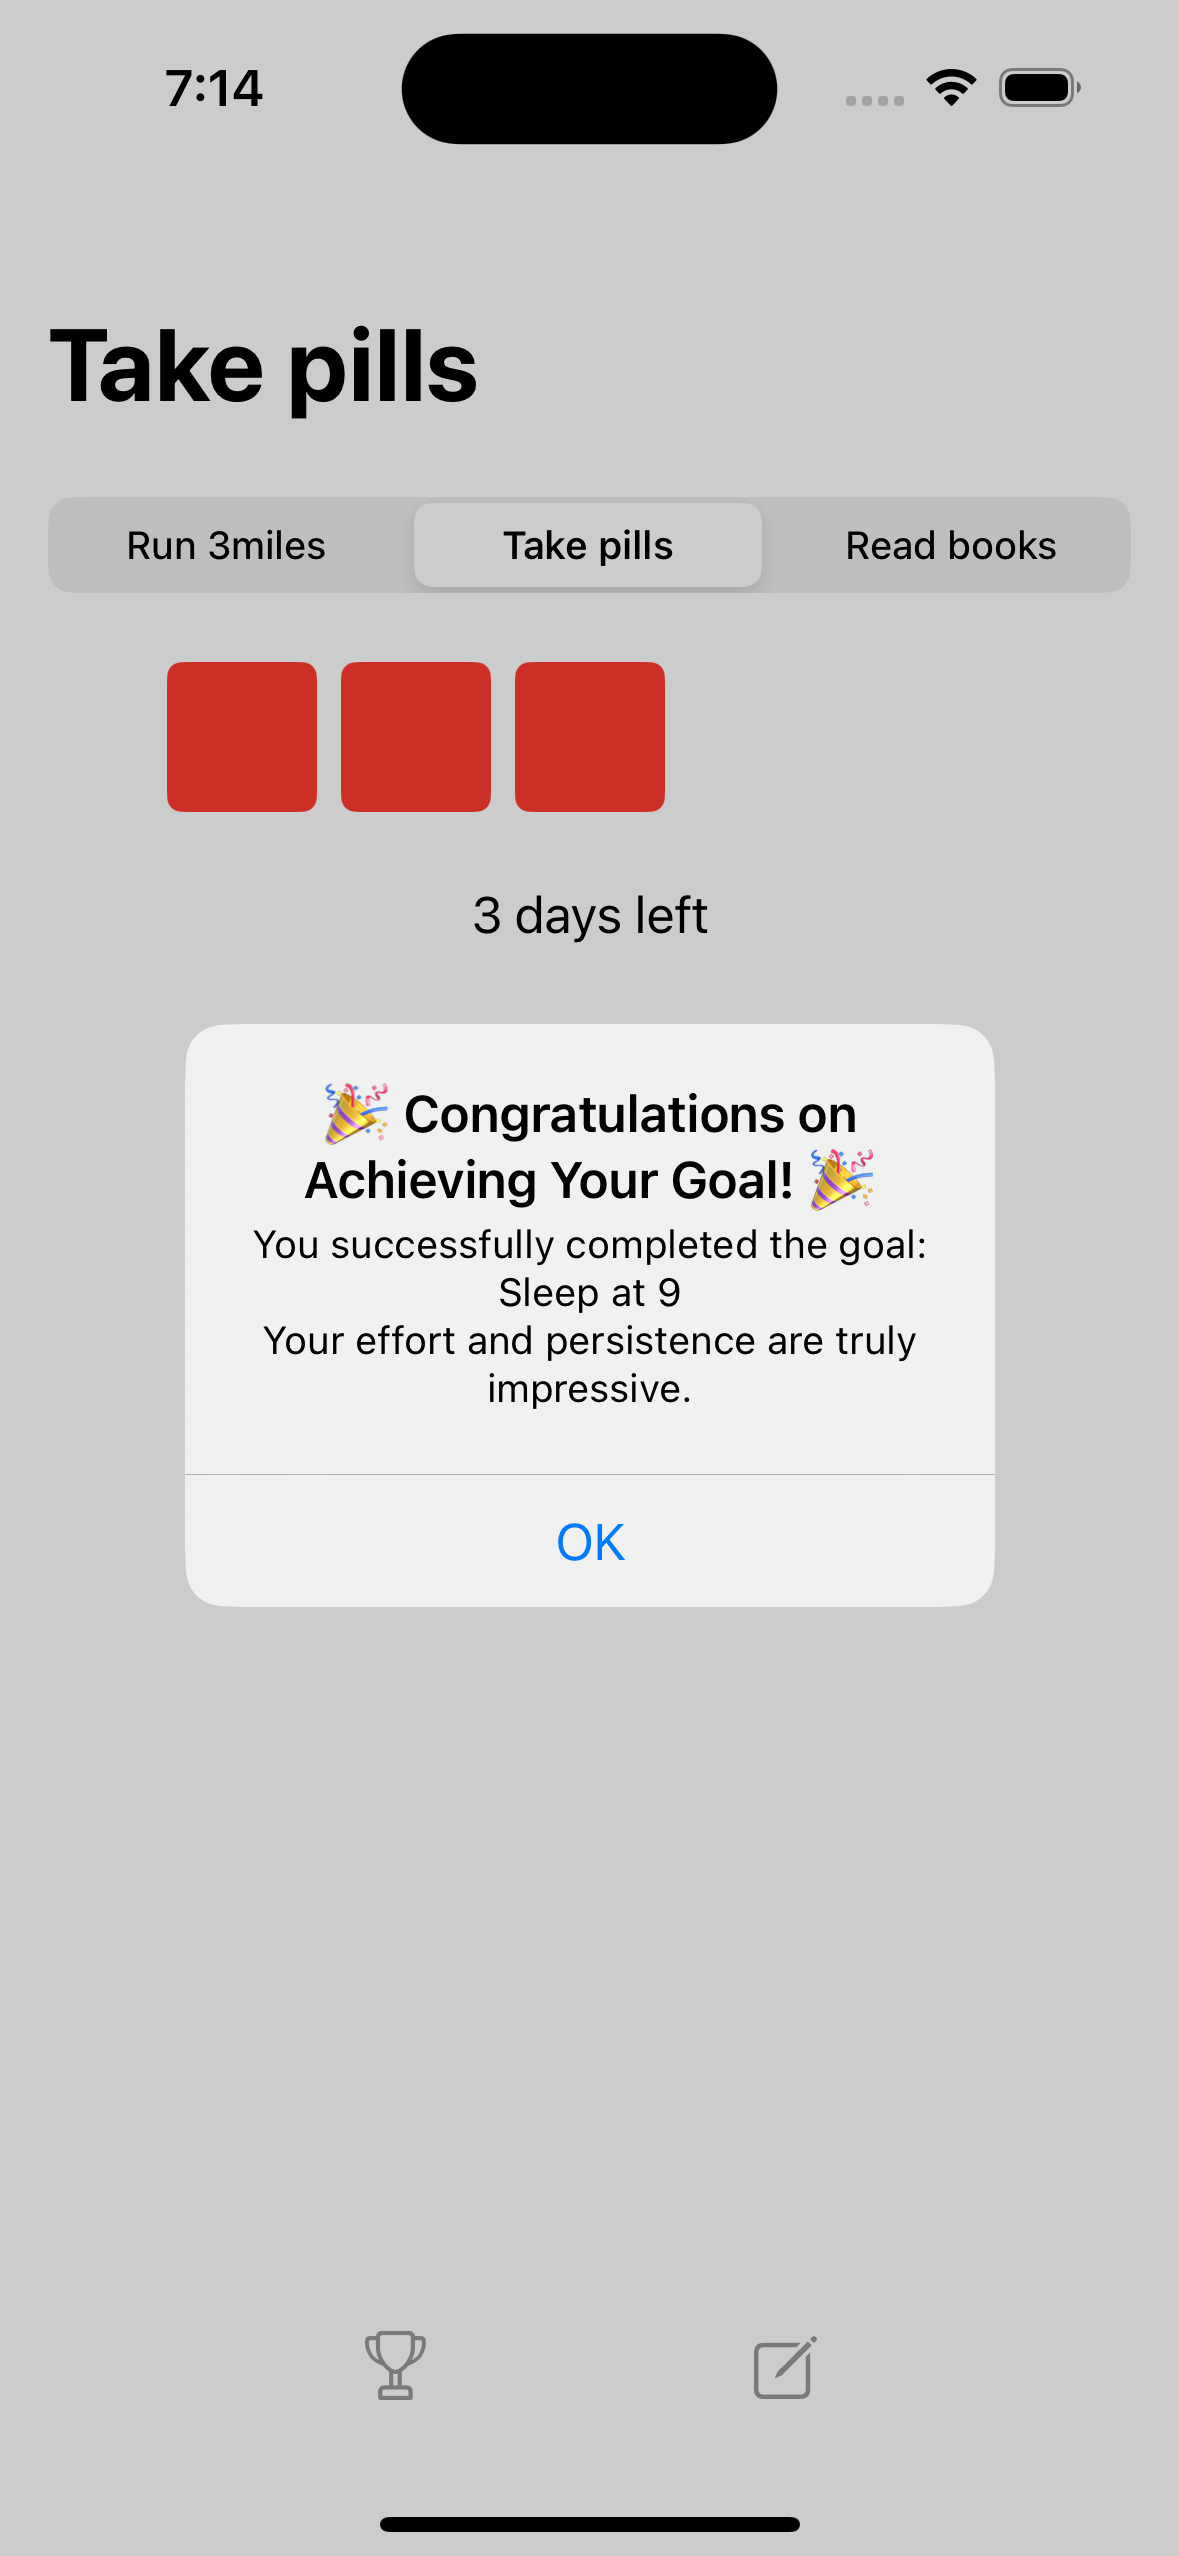 7:14
Take pills
Run 3miles
Take pills
Read books
3 days left
🎉 Congratulations on
Achieving Your Goal! 🎉
You successfully completed the goal:
Sleep at 9
Your effort and persistence are truly
impressive.
OK